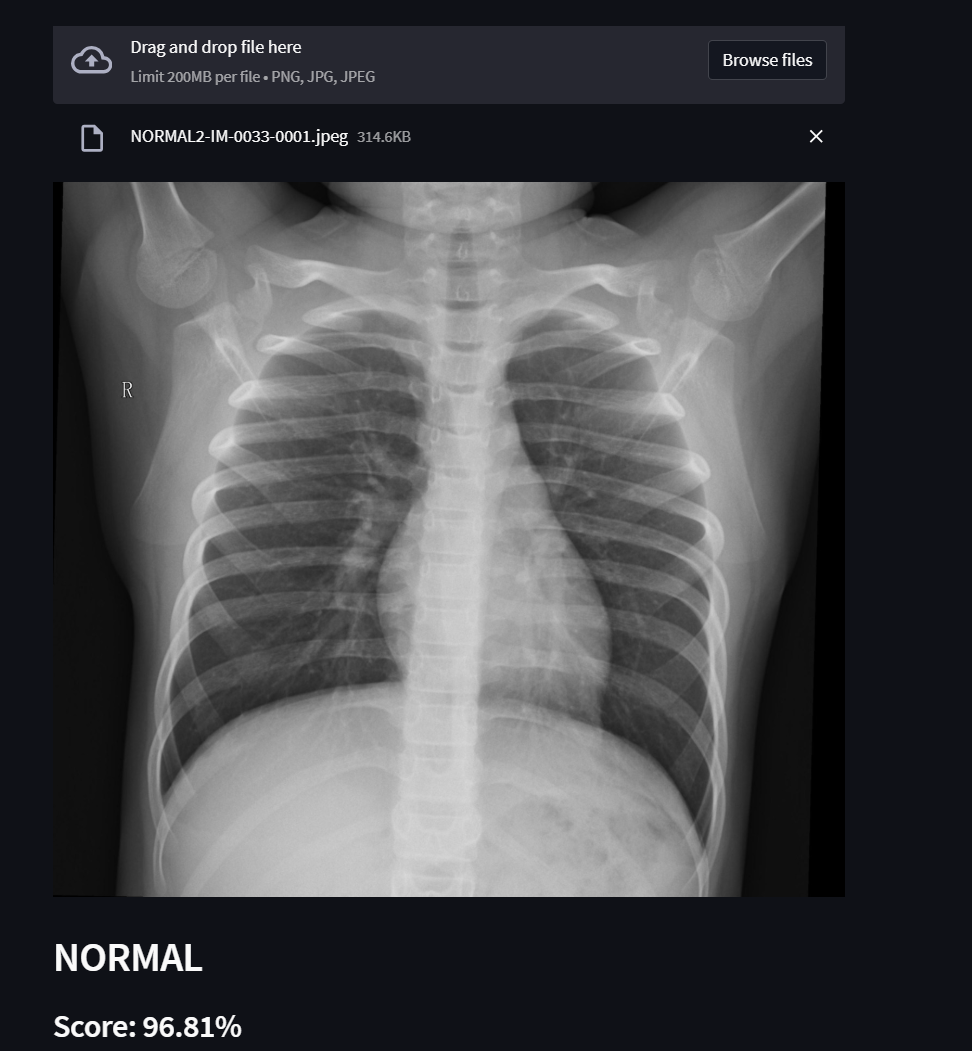 Drag and drop file here
Limit 200MB per file • PNG, JPG, JPEG
Browse files
NORMAL2-IM-0033-0001.jpeg 314.6KB
R
NORMAL
Score: 96.81%